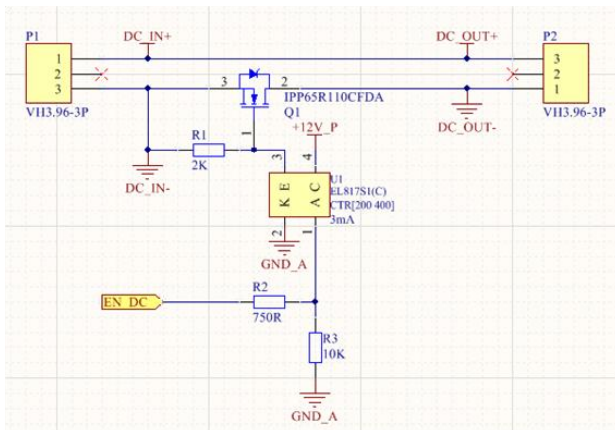 P1
DC_IN+
DC_OUT+
P2
1
2
3
3
2
1
3
2
IPP65R110CFDA
Q1
VH3.96-3P
VH3.96-3P
DC_OUT-
+12V_P
R1
1
2K
3
4
DC_IN-
U1
EL817S1(C)
CTR[200 400]
3mA
K E
A C
2
1
GND_A
R2
EN_DC
750R
R3
10K
GND_A